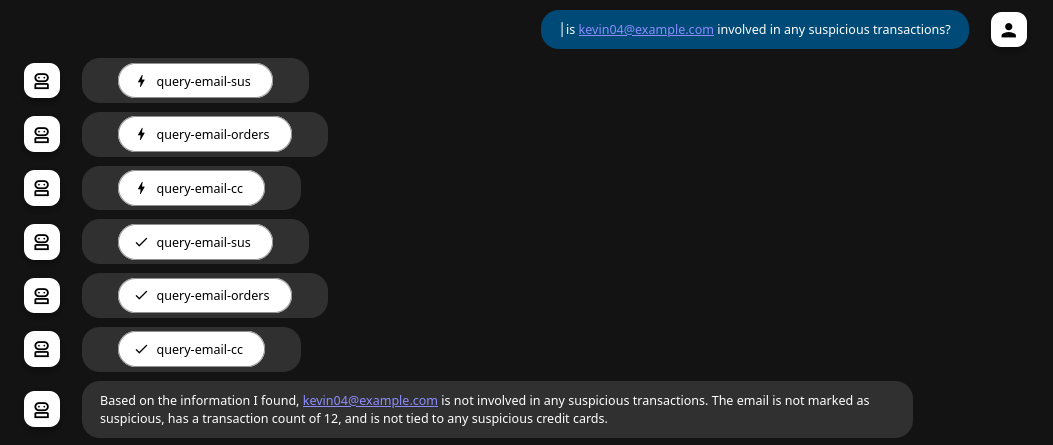 is kevin04@example.com involved in any suspicious transactions?
query-email-sus
query-email-orders
query-email-cc
query-email-sus
query-email-orders
query-email-cc
Based on the information I found, kevin04@example.com is not involved in any suspicious transactions. The email is not marked as
suspicious, has a transaction count of 12, and is not tied to any suspicious credit cards.